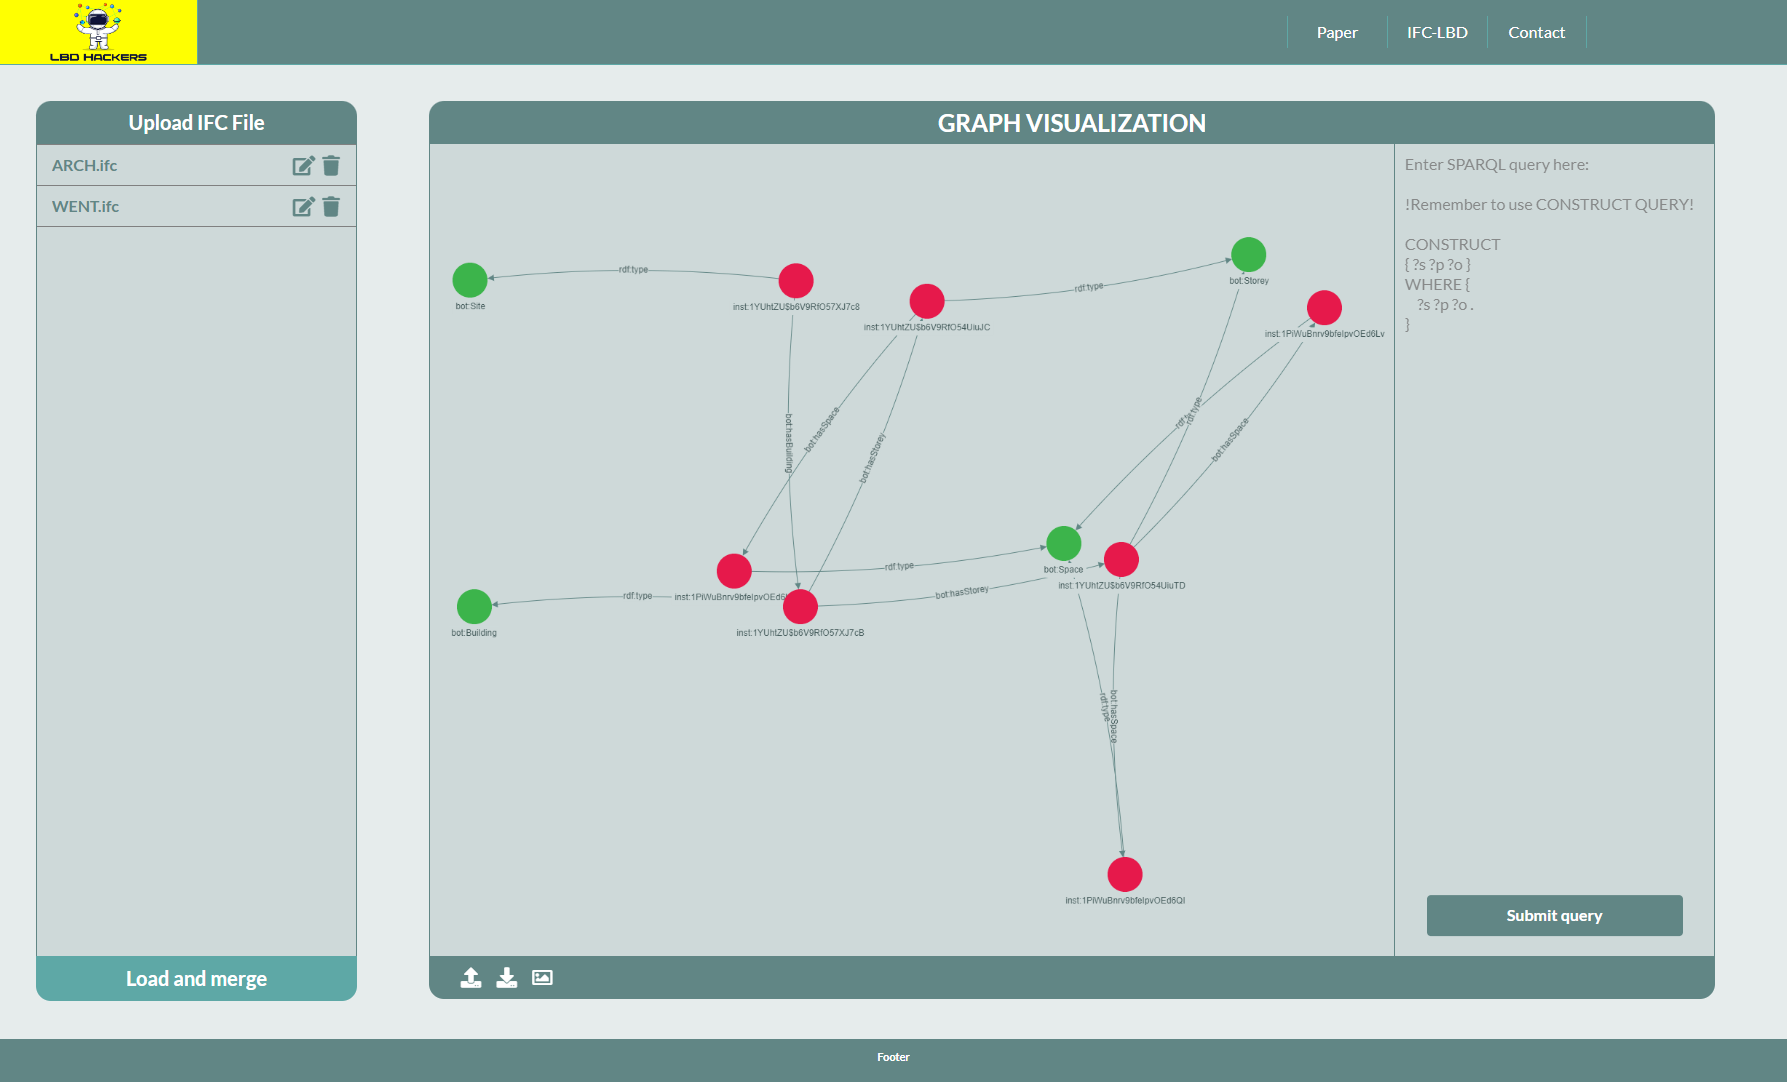 LBD HACKERS
Paper
IFC-LBD
Contact
Upload IFC File
ARCH.ifc
WENT.ifc
Load and merge
GRAPH VISUALIZATION
rdf:type
bot:Site
inst:1YUhtZU$b6V9RfO57XJ7c8
inst:1YUhtZU$b6V9RfO54UiuJC
rdf:type
bot:Storey
inst:1PiWuBnrv9bfelpvOEd6Lv
bot:hasBuilding
bot:hasSpace
bot:hasStorey
rdf:type
rdf:type
bot:hasSpace
rdf:type
bot:Space
inst:1YUhtZU$b6V9RfO54UiuTD
rdf:type
bot:hasStorey
bot:Building
inst:1YUhtZU$b6V9RfO57XJ7cB
rdf:type
bot:hasSpace
inst:1PiWuBnrv9bfelpvOEd6QI
Enter SPARQL query here:
!Remember to use CONSTRUCT QUERY!
CONSTRUCT
{ ?s ?p ?o }
WHERE {
?s ?p ?o .
}
Submit query
Footer